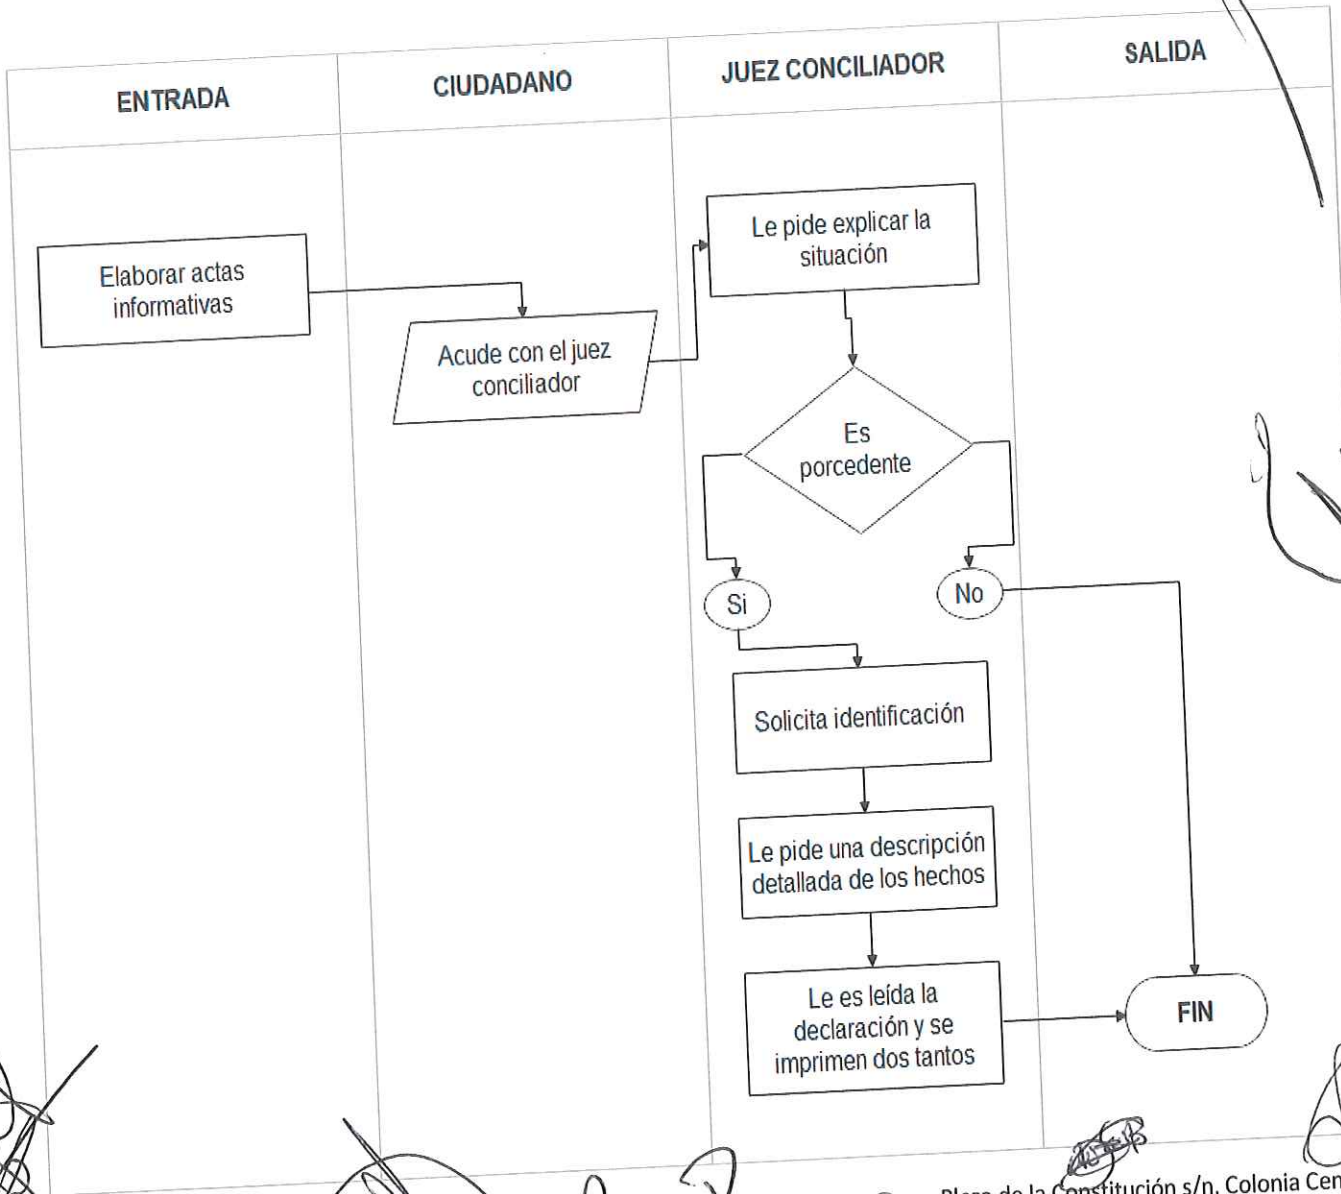 ENTRADA
CIUDADANO
JUEZ CONCILIADOR
SALIDA
Elaborar actas
informativas
Acude con el juez
conciliador
Le pide explicar la
situación
Es
porcedente
Si
No
Solicita identificación
Le pide una descripción
detallada de los hechos
Le es leída la
declaración y se
imprimen dos tantos
FIN
Plaza de la Constitución s/n. Colonia Cen